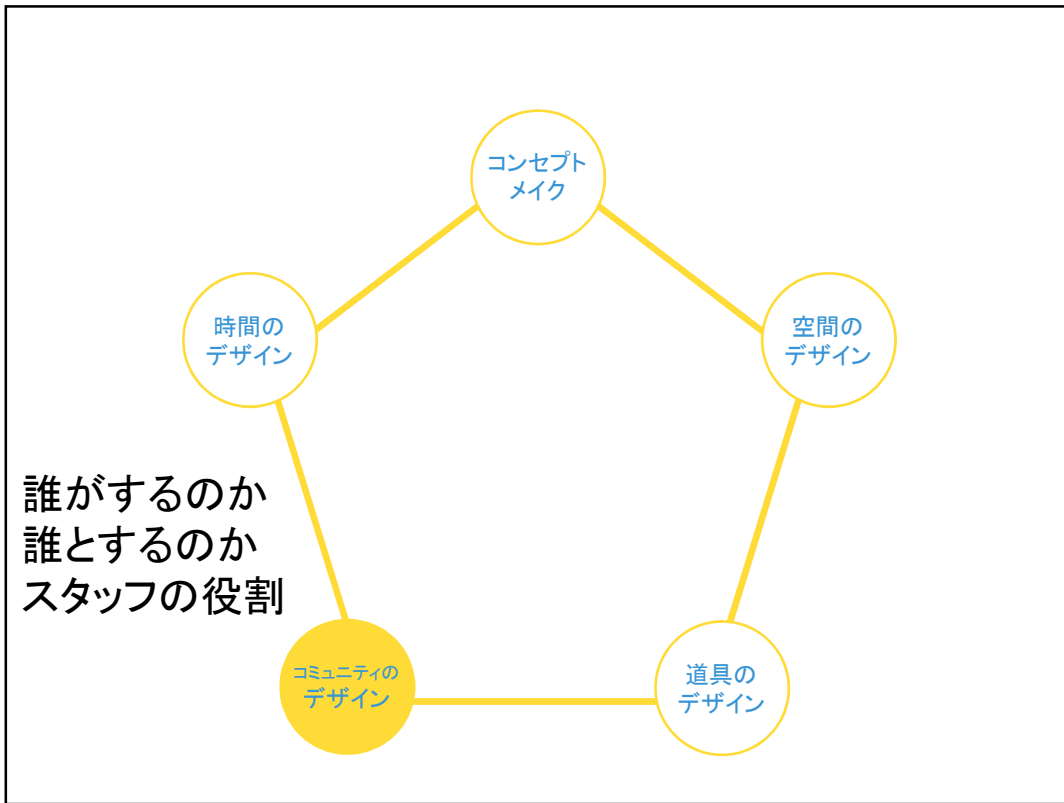 コンセプト
メイク
時間の
デザイン
空間の
デザイン
誰がするのか
誰とするのか
スタッフの役割
コミュニティの
デザイン
道具の
デザイン